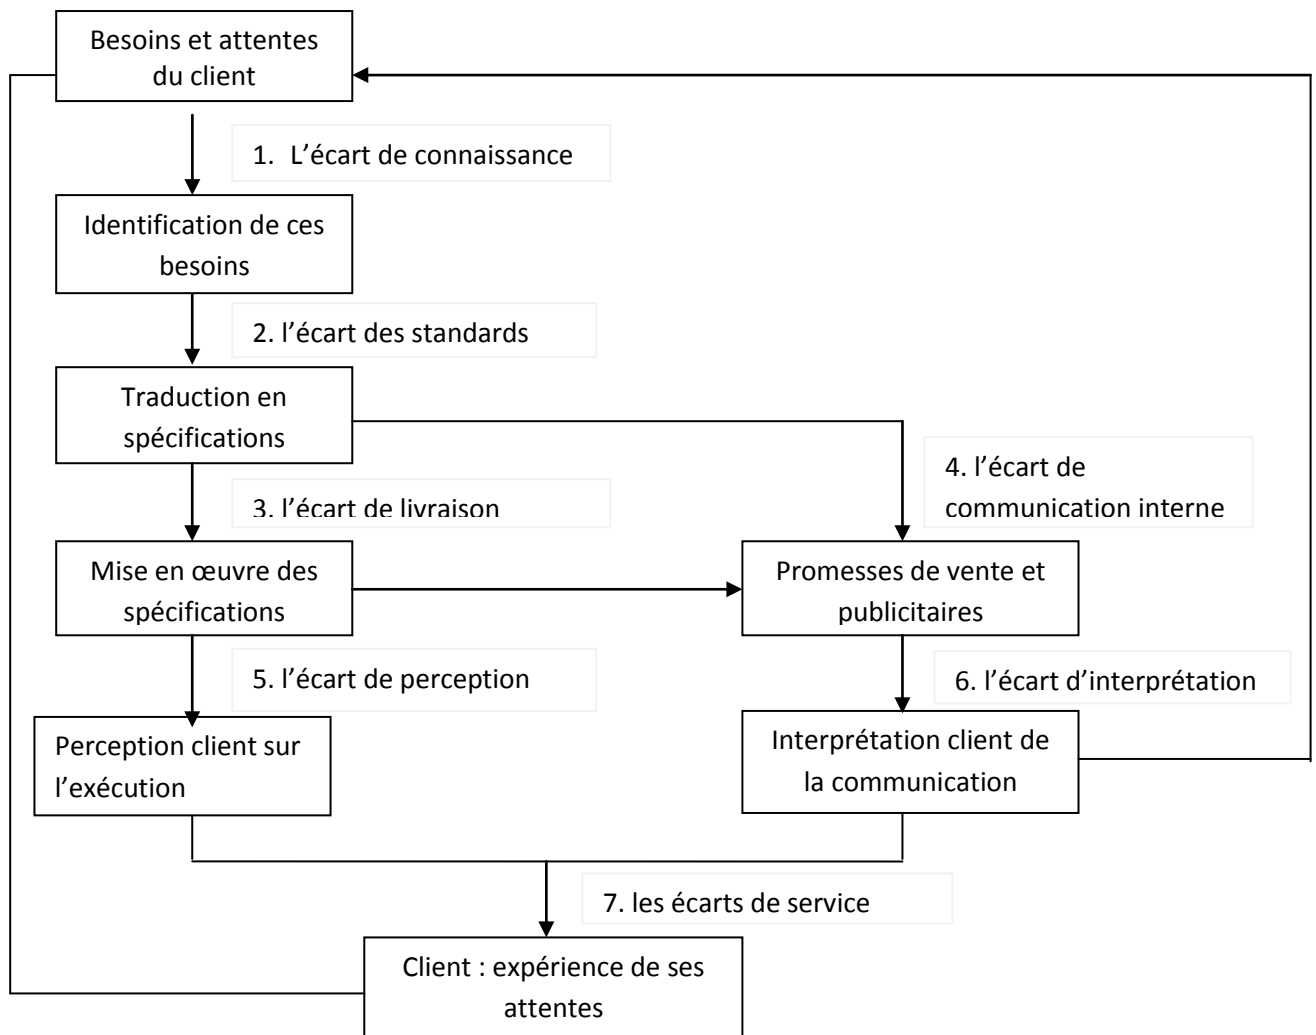 Besoins et attentes
du client
1. L’écart de connaissance
Identification de ces
besoins
2. l’écart des standards
Traduction en
spécifications
4. l’écart de
communication interne
3. l’écart de livraison
Mise en œuvre des
spécifications
Promesses de vente et
publicitaires
5. l’écart de perception
6. l’écart d’interprétation
Perception client sur
l’exécution
Interprétation client de
la communication
7. les écarts de service
Client : expérience de ses
attentes